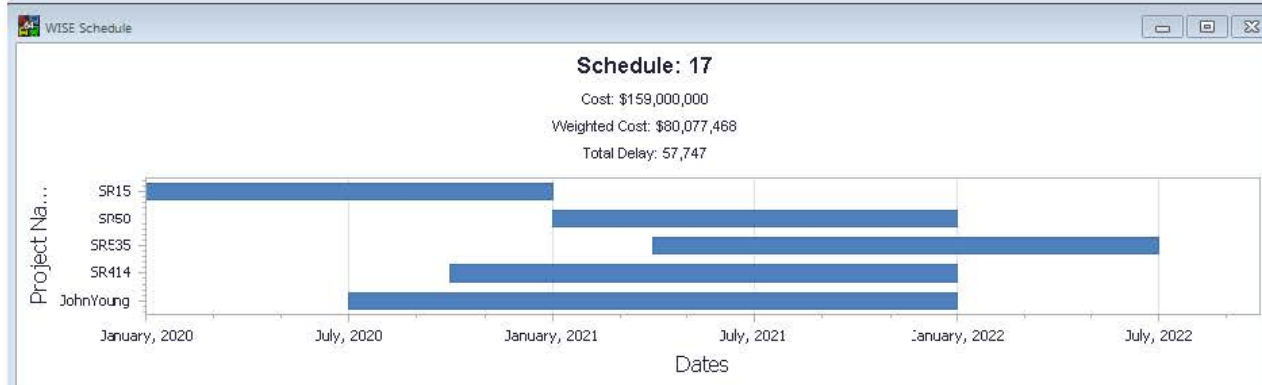 WISE Schedule
Schedule: 17
Cost: $159,000,000
Weighted Cost: $80,077,468
Total Delay: 57,747
Project Na...
SR15
SR50
SR535
SR414
JohnYoung
January, 2020 July, 2020 January, 2021 July, 2021 January, 2022 July, 2022
Dates